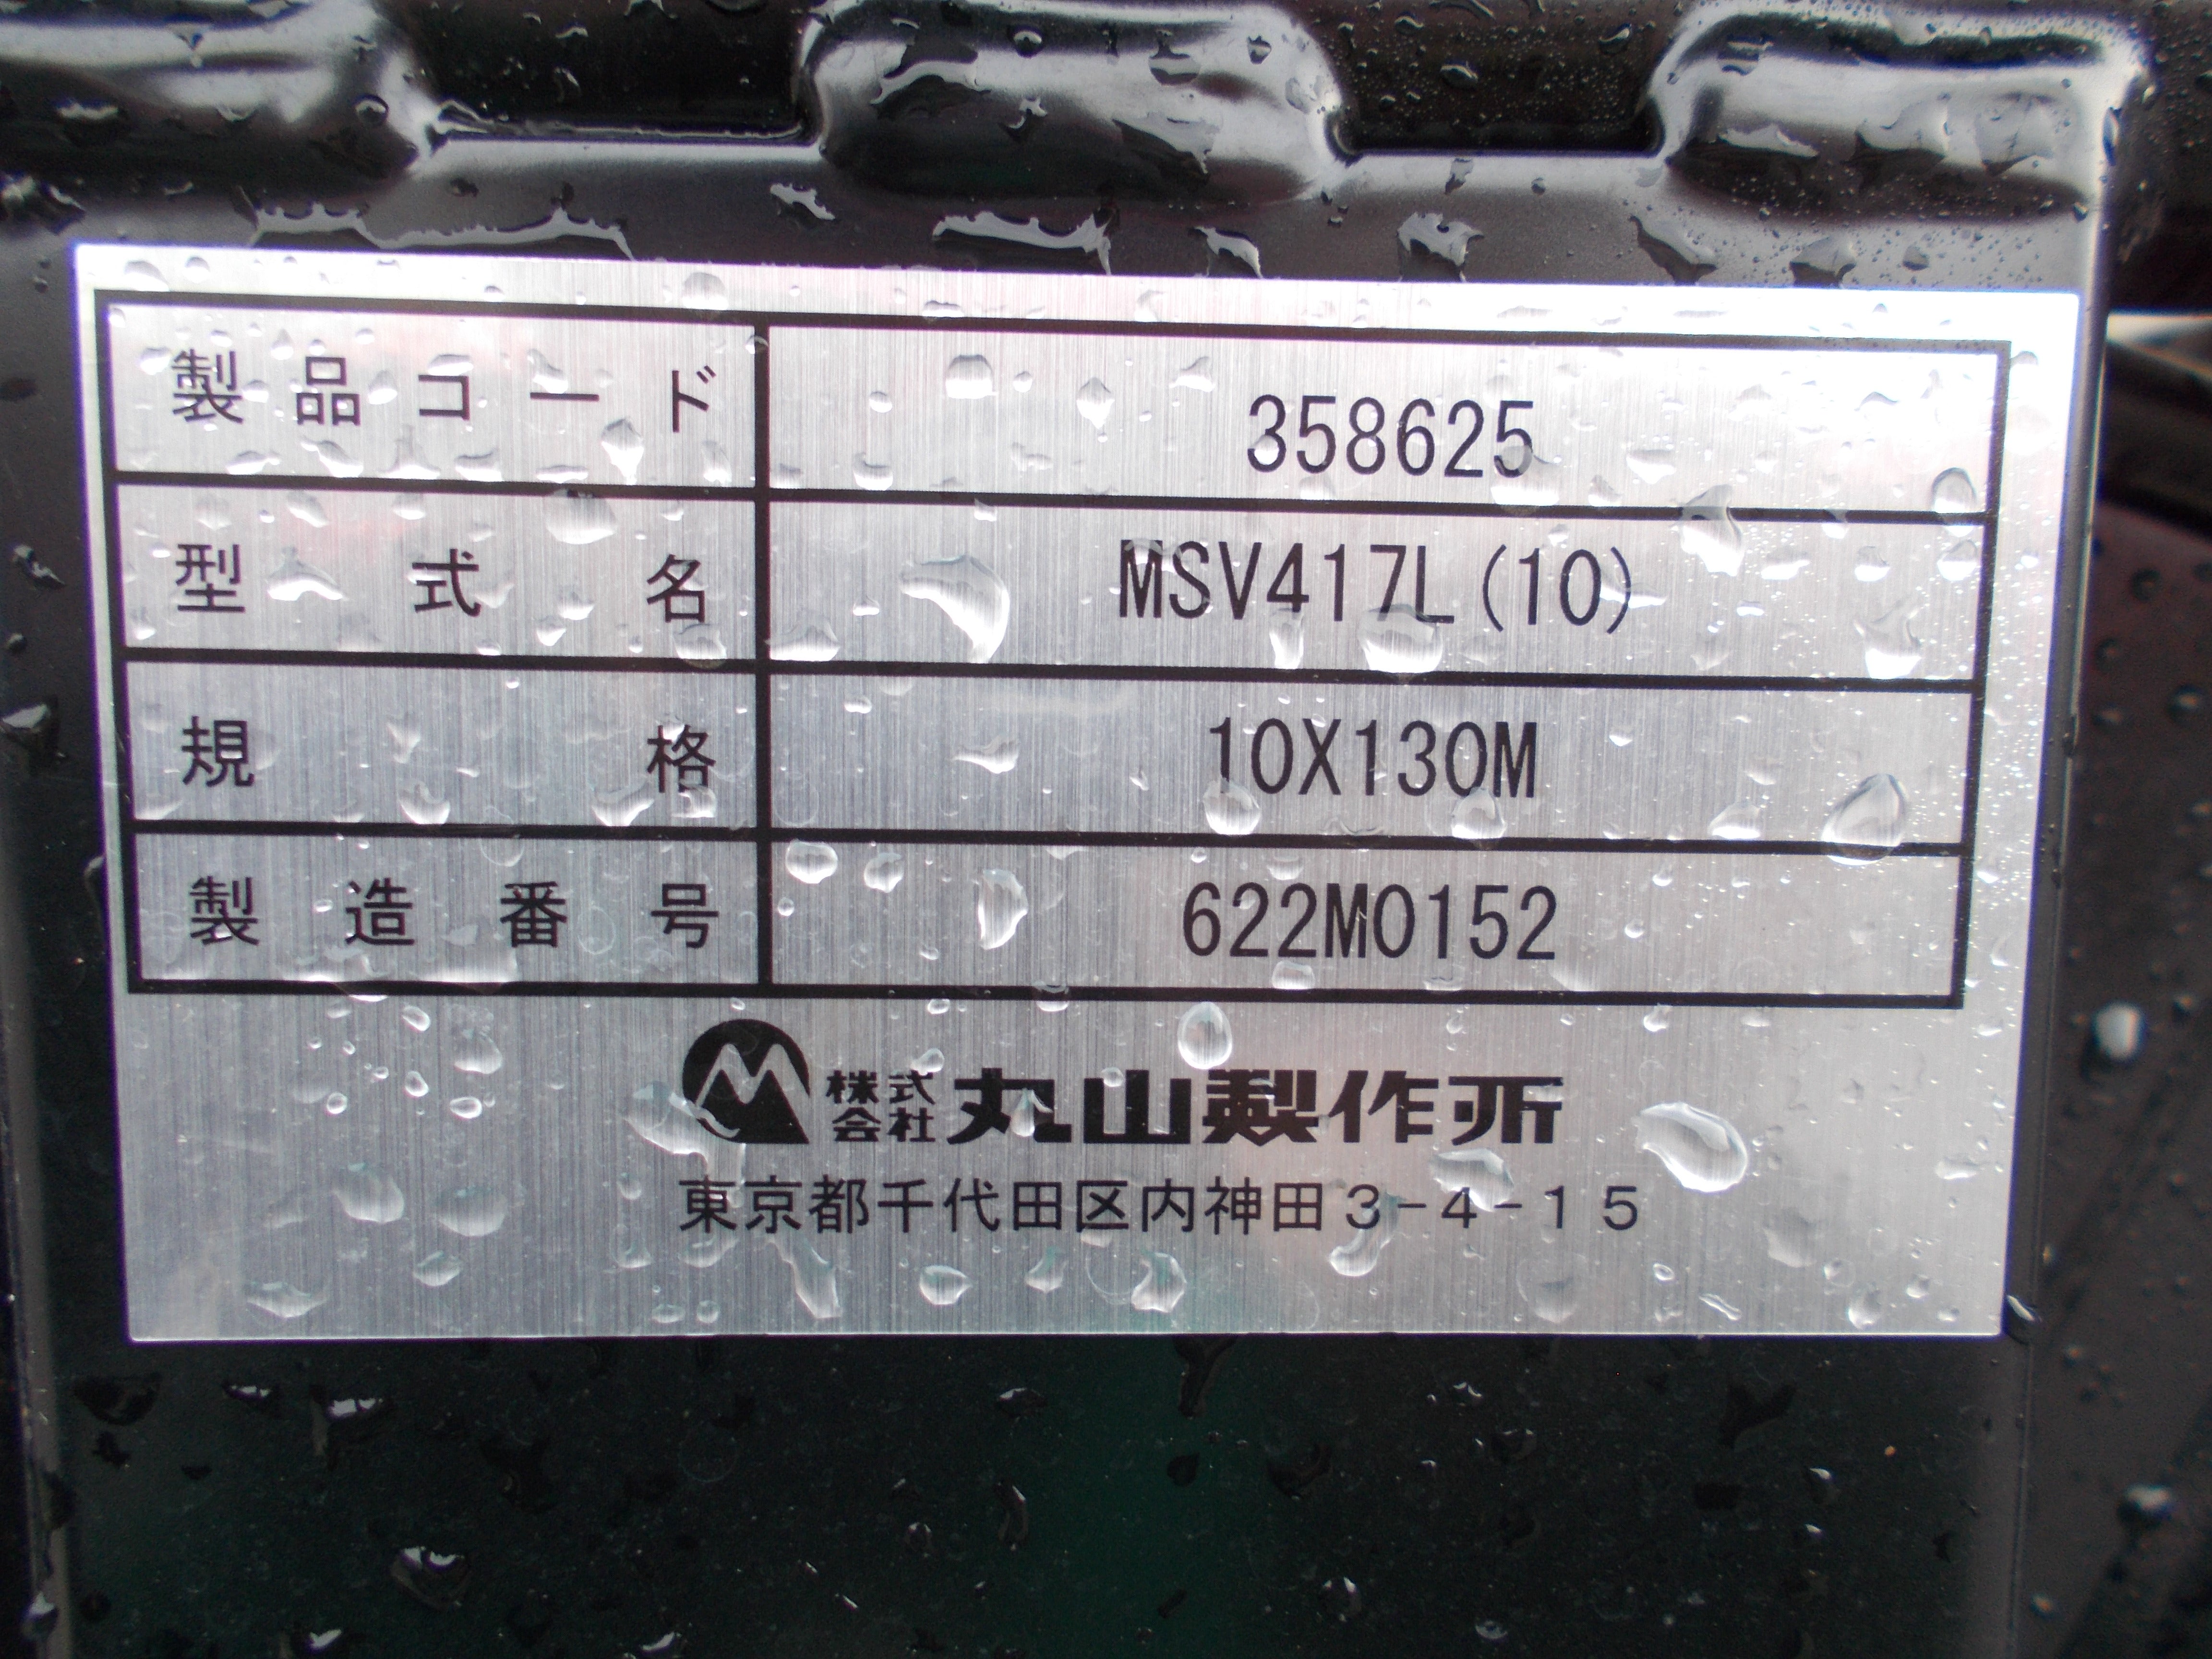 製品コード 358625
型式名 MSV417L(10)
規格 10X130M
製造番号 622M0152
株式会社 丸山製作所
東京都千代田区内神田3-4-15